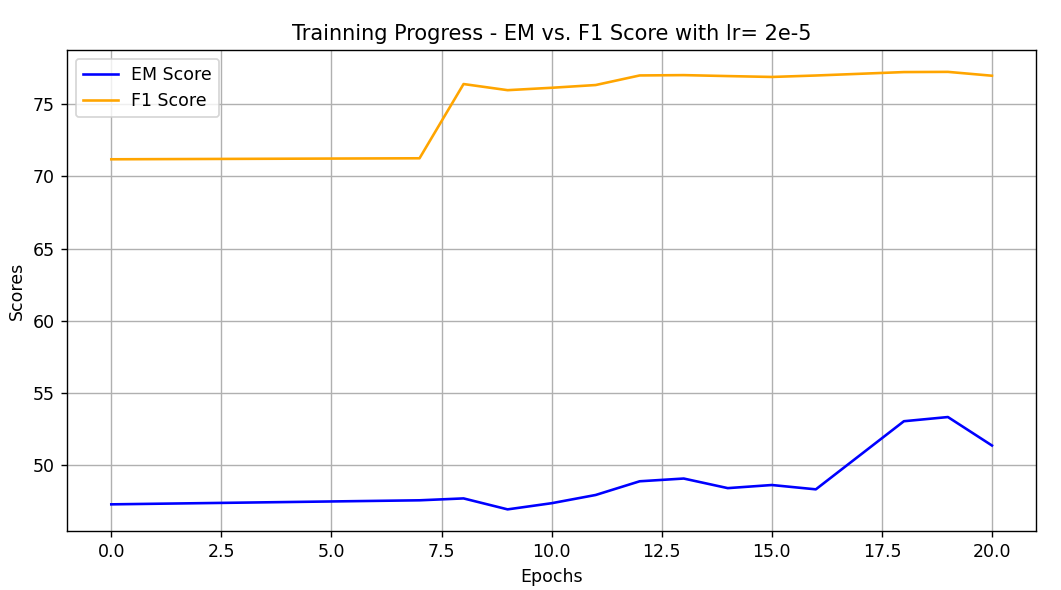 Trainning Progress - EM vs. F1 Score with lr= 2e-5
EM Score
F1 Score
75
70
65
60
55
50
Scores
0.0 2.5 5.0 7.5 10.0 12.5 15.0 17.5 20.0
Epochs